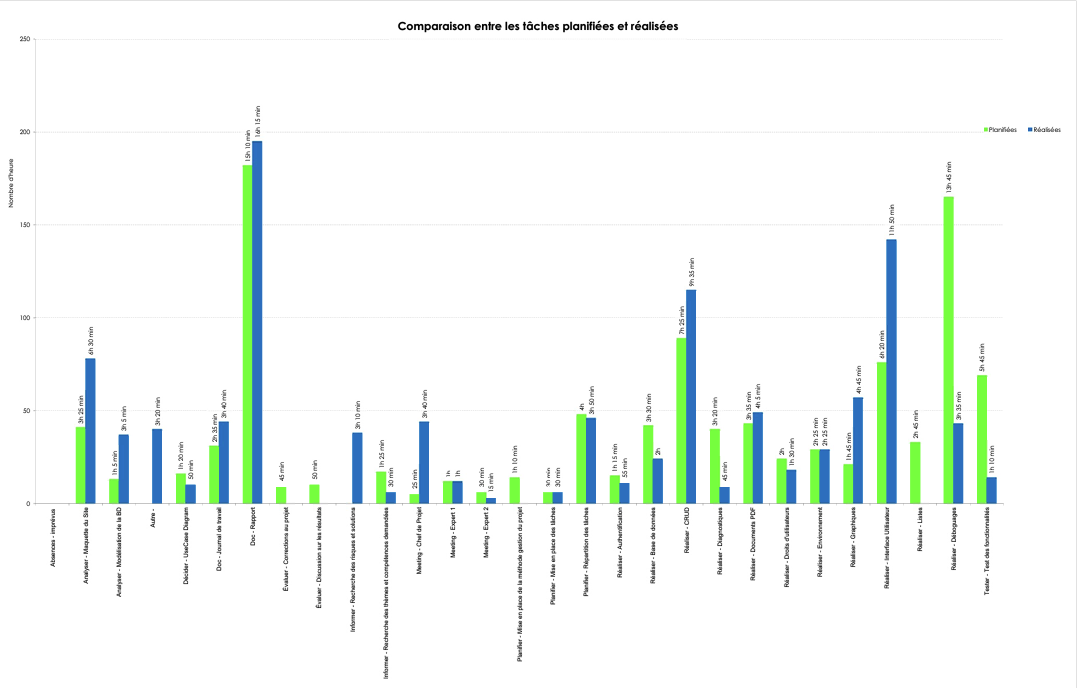 Comparaison entre les tâches planifiées et réalisées
Nombre d'heure
250
200
150
100
50
0
Planifiées
Réalisées
3h 25 min
6h 30 min
1h 5 min
3h 5 min
3h 20 min
1h 20 min
50 min
2h 35 min
3h 40 min
15h 10 min
16h 15 min
45 min
50 min
3h 10 min
1h 25 min
30 min
25 min
3h 40 min
1h
1h
30 min
15 min
1h 10 min
30 min
30 min
4h
3h 50 min
1h 15 min
55 min
3h 30 min
2h
7h 25 min
9h 35 min
3h 20 min
45 min
3h 35 min
4h 5 min
2h
1h 30 min
2h 25 min
2h 25 min
1h 45 min
4h 45 min
6h 20 min
11h 50 min
2h 45 min
13h 45 min
3h 35 min
5h 45 min
1h 10 min
Absences - Imprévus
Analyser - Maquette du Site
Analyser - Modélisation de la BD
Autre -
Décider - UseCase Diagram
Doc - Journal de travail
Doc - Rapport
Évaluer - Corrections au projet
Évaluer - Discussion sur les résultats
Informer - Recherche des risques et solutions
Informer - Recherche des thèmes et compétences demandées
Meeting - Chef de Projet
Meeting - Expert 1
Meeting - Expert 2
Planifier - Mise en place de la méthode gestion du projet
Planifier - Mise en place des tâches
Planifier - Répartition des tâches
Réaliser - Authentification
Réaliser - Base de données
Réaliser - CRUD
Réaliser - Diagnostiques
Réaliser - Documents PDF
Réaliser - Droits d'utilisateurs
Réaliser - Environnement
Réaliser - Graphiques
Réaliser - Interface Utilisateur
Réaliser - Listes
Réaliser - Déboguages
Tester - Test des fonctionnalités